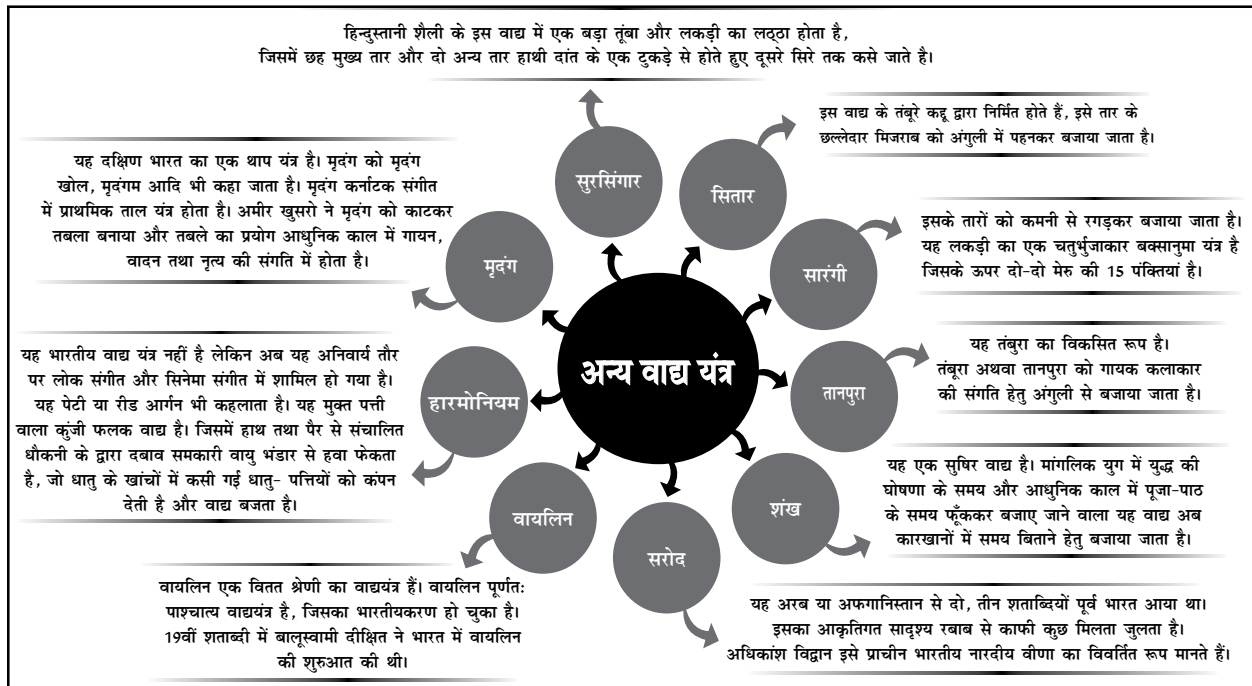 हिन्दुस्तानी शैली के इस वाद्य में एक बड़ा तूंबा और लकड़ी का लठ्ठा होता है,
जिसमें छह मुख्य तार और दो अन्य तार हाथी दांत के एक टुकड़े से होते हुए दूसरे सिरे तक कसे जाते है।
सुरसिंगार
इस वाद्य के तंबूरे कद्दू द्वारा निर्मित होते हैं, इसे तार के
छल्लेदार मिजराब को अंगुली में पहनकर बजाया जाता है।
सितार
इसके तारों को कमनी से रगड़कर बजाया जाता है।
यह लकड़ी का एक चतुर्भुजाकार बक्सानुमा यंत्र है
जिसके ऊपर दो-दो मेरु की 15 पंक्तियां है।
सारंगी
यह तंबुरा का विकसित रूप है।
तंबूरा अथवा तानपुरा को गायक कलाकार
की संगति हेतु अंगुली से बजाया जाता है।
तानपुरा
यह एक सुषिर वाद्य है। मांगलिक युग में युद्ध की
घोषणा के समय और आधुनिक काल में पूजा-पाठ
के समय फूँककर बजाए जाने वाला यह वाद्य अब
कारखानों में समय बिताने हेतु बजाया जाता है।
शंख
यह अरब या अफगानिस्तान से दो, तीन शताब्दियों पूर्व भारत आया था।
इसका आकृतिगत सादृश्य रबाब से काफी कुछ मिलता जुलता है।
अधिकांश विद्वान इसे प्राचीन भारतीय नारदीय वीणा का विवर्तित रूप मानते हैं।
सरोद
वायलिन एक वितत श्रेणी का वाद्ययंत्र हैं। वायलिन पूर्णतः
पाश्चात्य वाद्ययंत्र है, जिसका भारतीयकरण हो चुका है।
19वीं शताब्दी में बालूस्वामी दीक्षित ने भारत में वायलिन
की शुरुआत की थी।
वायलिन
यह भारतीय वाद्य यंत्र नहीं है लेकिन अब यह अनिवार्य तौर
पर लोक संगीत और सिनेमा संगीत में शामिल हो गया है।
यह पेटी या रीड आर्गन भी कहलाता है। यह मुक्त पत्ती
वाला कुंजी फलक वाद्य है। जिसमें हाथ तथा पैर से संचालित
धौकनी के द्वारा दबाव समकारी वायु भंडार से हवा फेकता
है, जो धातु के खांचों में कसी गई धातु- पत्तियों को कंपन
देती है और वाद्य बजता है।
हारमोनियम
यह दक्षिण भारत का एक थाप यंत्र है। मृदंग को मृदंग
खोल, मृदंगम आदि भी कहा जाता है। मृदंग कर्नाटक संगीत
में प्राथमिक ताल यंत्र होता है। अमीर खुसरो ने मृदंग को काटकर
तबला बनाया और तबले का प्रयोग आधुनिक काल में गायन,
वादन तथा नृत्य की संगति में होता है।
मृदंग
अन्य वाद्य यंत्र